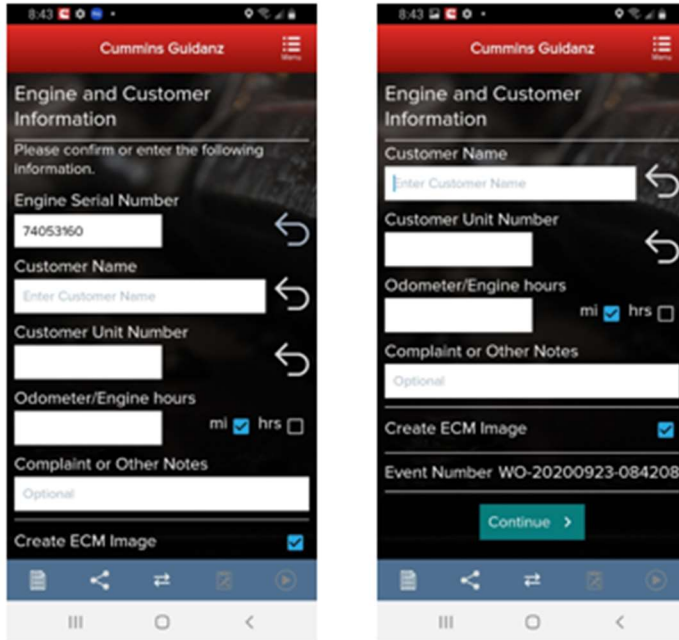 8:43
Cummins Guidanz
Menu
Engine and Customer
Information
Please confirm or enter the following
information.
Engine Serial Number
74053160
Customer Name
Enter Customer Name
Customer Unit Number
Odometer/Engine hours
mi hrs
Complaint or Other Notes
Optional
Create ECM Image
8:43
Cummins Guidanz
Menu
Engine and Customer
Information
Customer Name
Enter Customer Name
Customer Unit Number
Odometer/Engine hours
mi hrs
Complaint or Other Notes
Optional
Create ECM Image
Event Number WO-20200923-084208
Continue